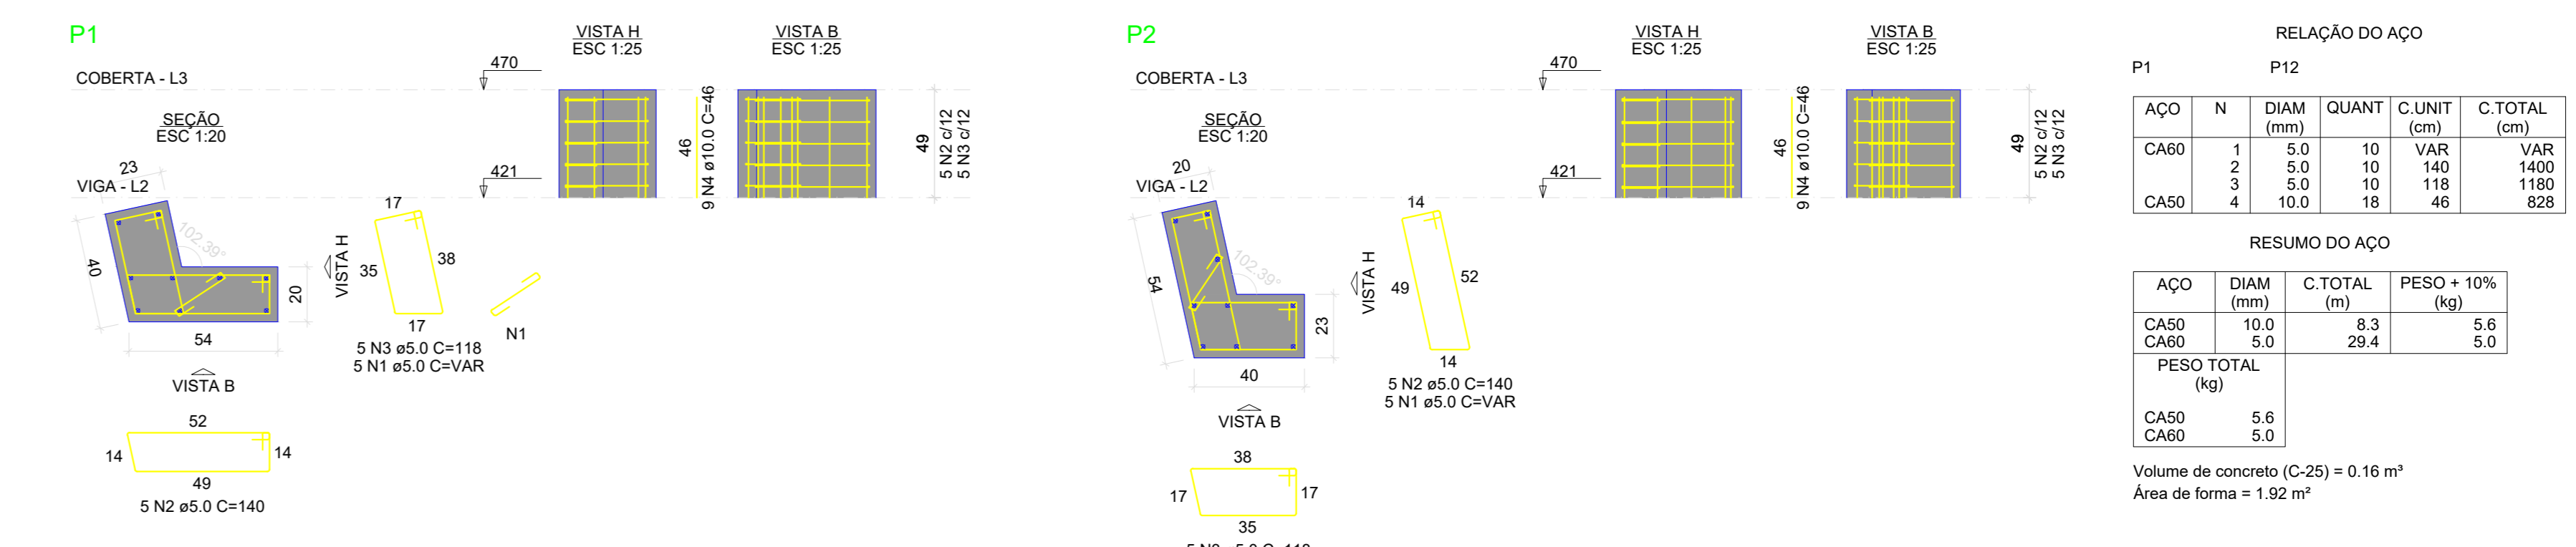 P1
VISTA H
ESC 1:25
VISTA B
ESC 1:25
COBERTA - L3
470
SEÇÃO
ESC 1:20
23
VIGA - L2
421
46
9 N4 ø10.0 C=46
49
5 N2 c/12
5 N3 c/12
40
102.39°
20
54
VISTA H
17
35
38
17
5 N3 ø5.0 C=118
5 N1 ø5.0 C=VAR
N1
VISTA B
52
14
14
49
5 N2 ø5.0 C=140
P2
VISTA H
ESC 1:25
VISTA B
ESC 1:25
COBERTA - L3
470
SEÇÃO
ESC 1:20
20
VIGA - L2
421
46
9 N4 ø10.0 C=46
49
5 N2 c/12
5 N3 c/12
54
102.39°
23
40
VISTA H
14
49
52
14
5 N2 ø5.0 C=140
5 N1 ø5.0 C=VAR
VISTA B
38
17
17
35
RELAÇÃO DO AÇO
P1 P12
AÇO N DIAM QUANT C.UNIT C.TOTAL
(mm) (cm) (cm)
CA60 1 5.0 10 VAR VAR
2 5.0 10 140 1400
3 5.0 10 118 1180
CA50 4 10.0 18 46 828
RESUMO DO AÇO
AÇO DIAM C.TOTAL PESO + 10%
(mm) (m) (kg)
CA50 10.0 8.3 5.6
CA60 5.0 29.4 5.0
PESO TOTAL
(kg)
CA50 5.6
CA60 5.0
Volume de concreto (C-25) = 0.16 m³
Área de forma = 1.92 m²